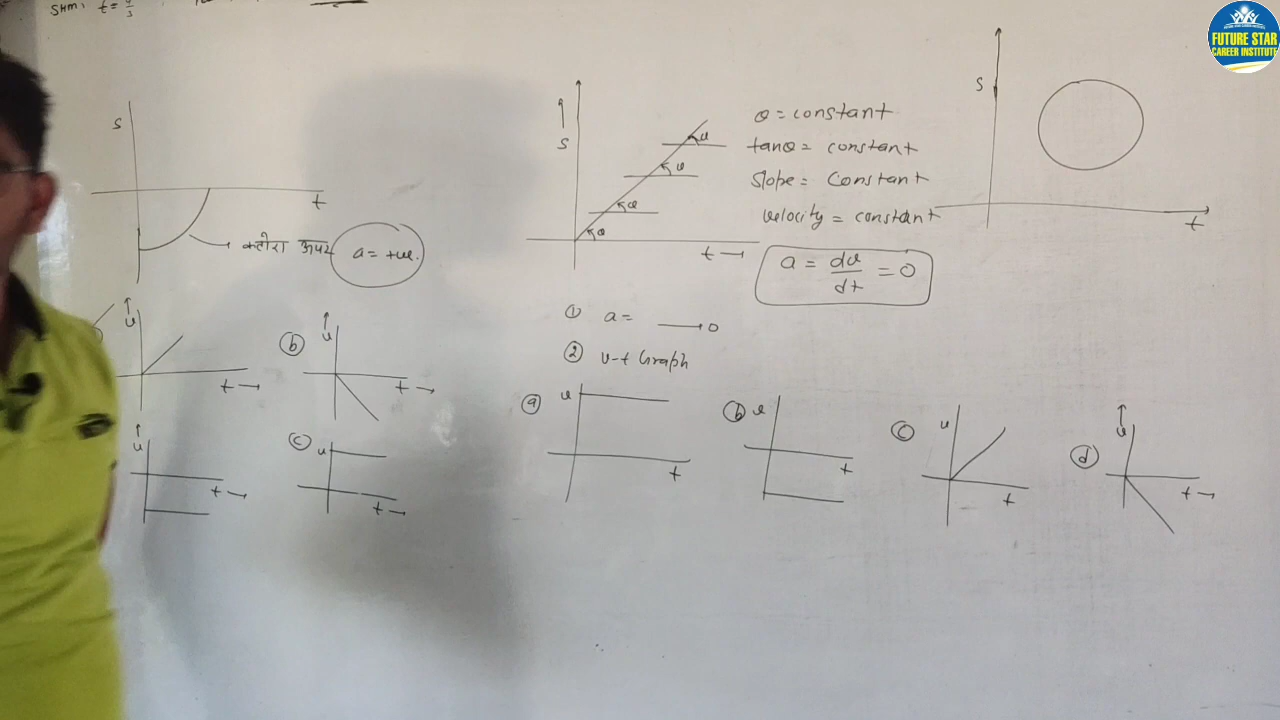 SHM: t =
FUTURE STAR
CAREER INSTITUTE
s
t
कटोरा ऊपर a = +ve.
v
t
b
v
t
v
t
c
v
t
s
θ
θ
θ
θ
t
θ = constant
tanθ = constant
Slope = Constant
velocity = constant
a = dv/dt = 0
① a = → 0
② v-t Graph
a
v
t
b
v
t
c
v
t
d
v
t
s
t